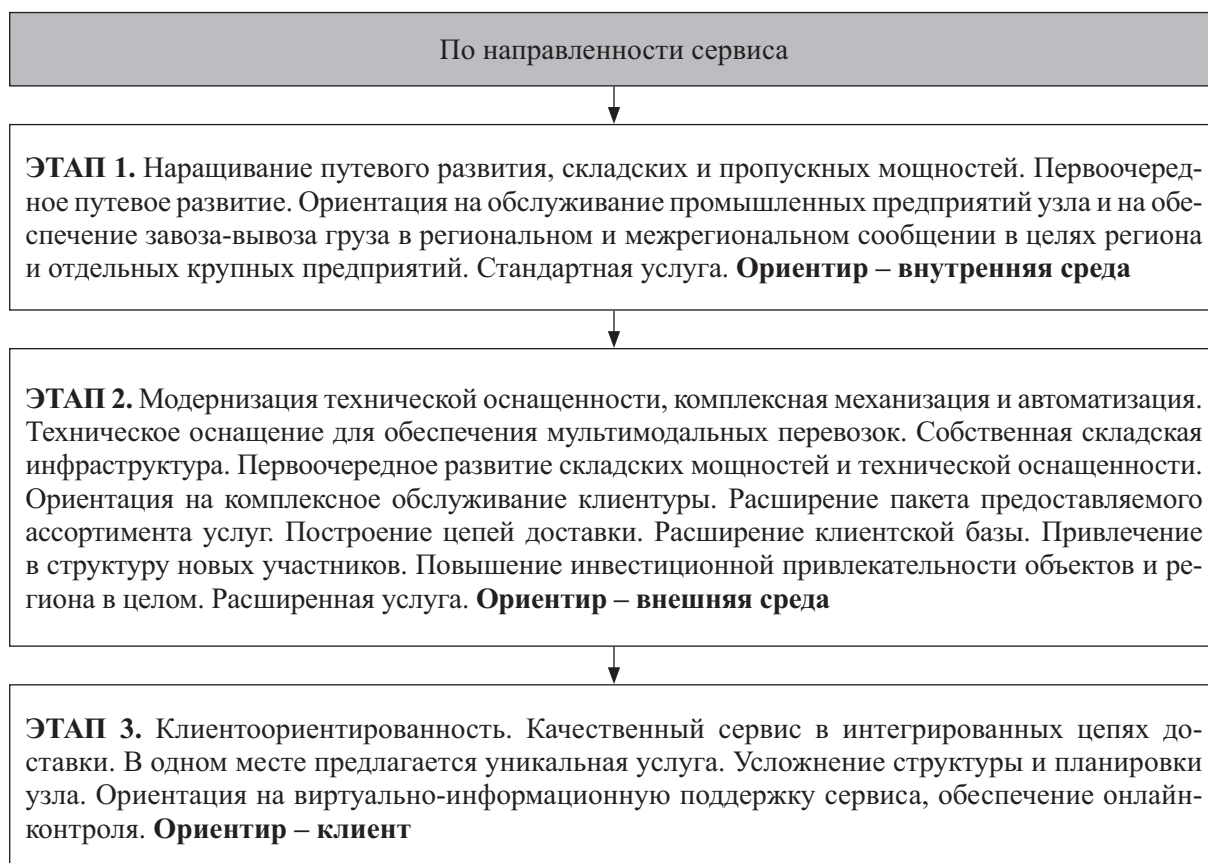 По направленности сервиса
ЭТАП 1. Наращивание путевого развития, складских и пропускных мощностей. Первоочеред-
ное путевое развитие. Ориентация на обслуживание промышленных предприятий узла и на обе-
спечение завоза-вывоза груза в региональном и межрегиональном сообщении в целях региона
и отдельных крупных предприятий. Стандартная услуга. Ориентир – внутренняя среда
ЭТАП 2. Модернизация технической оснащенности, комплексная механизация и автоматизация.
Техническое оснащение для обеспечения мультимодальных перевозок. Собственная складская
инфраструктура. Первоочередное развитие складских мощностей и технической оснащенности.
Ориентация на комплексное обслуживание клиентуры. Расширение пакета предоставляемого
ассортимента услуг. Построение цепей доставки. Расширение клиентской базы. Привлечение
в структуру новых участников. Повышение инвестиционной привлекательности объектов и ре-
гиона в целом. Расширенная услуга. Ориентир – внешняя среда
ЭТАП 3. Клиентоориентированность. Качественный сервис в интегрированных цепях до-
ставки. В одном месте предлагается уникальная услуга. Усложнение структуры и планировки
узла. Ориентация на виртуально-информационную поддержку сервиса, обеспечение онлайн-
контроля. Ориентир – клиент